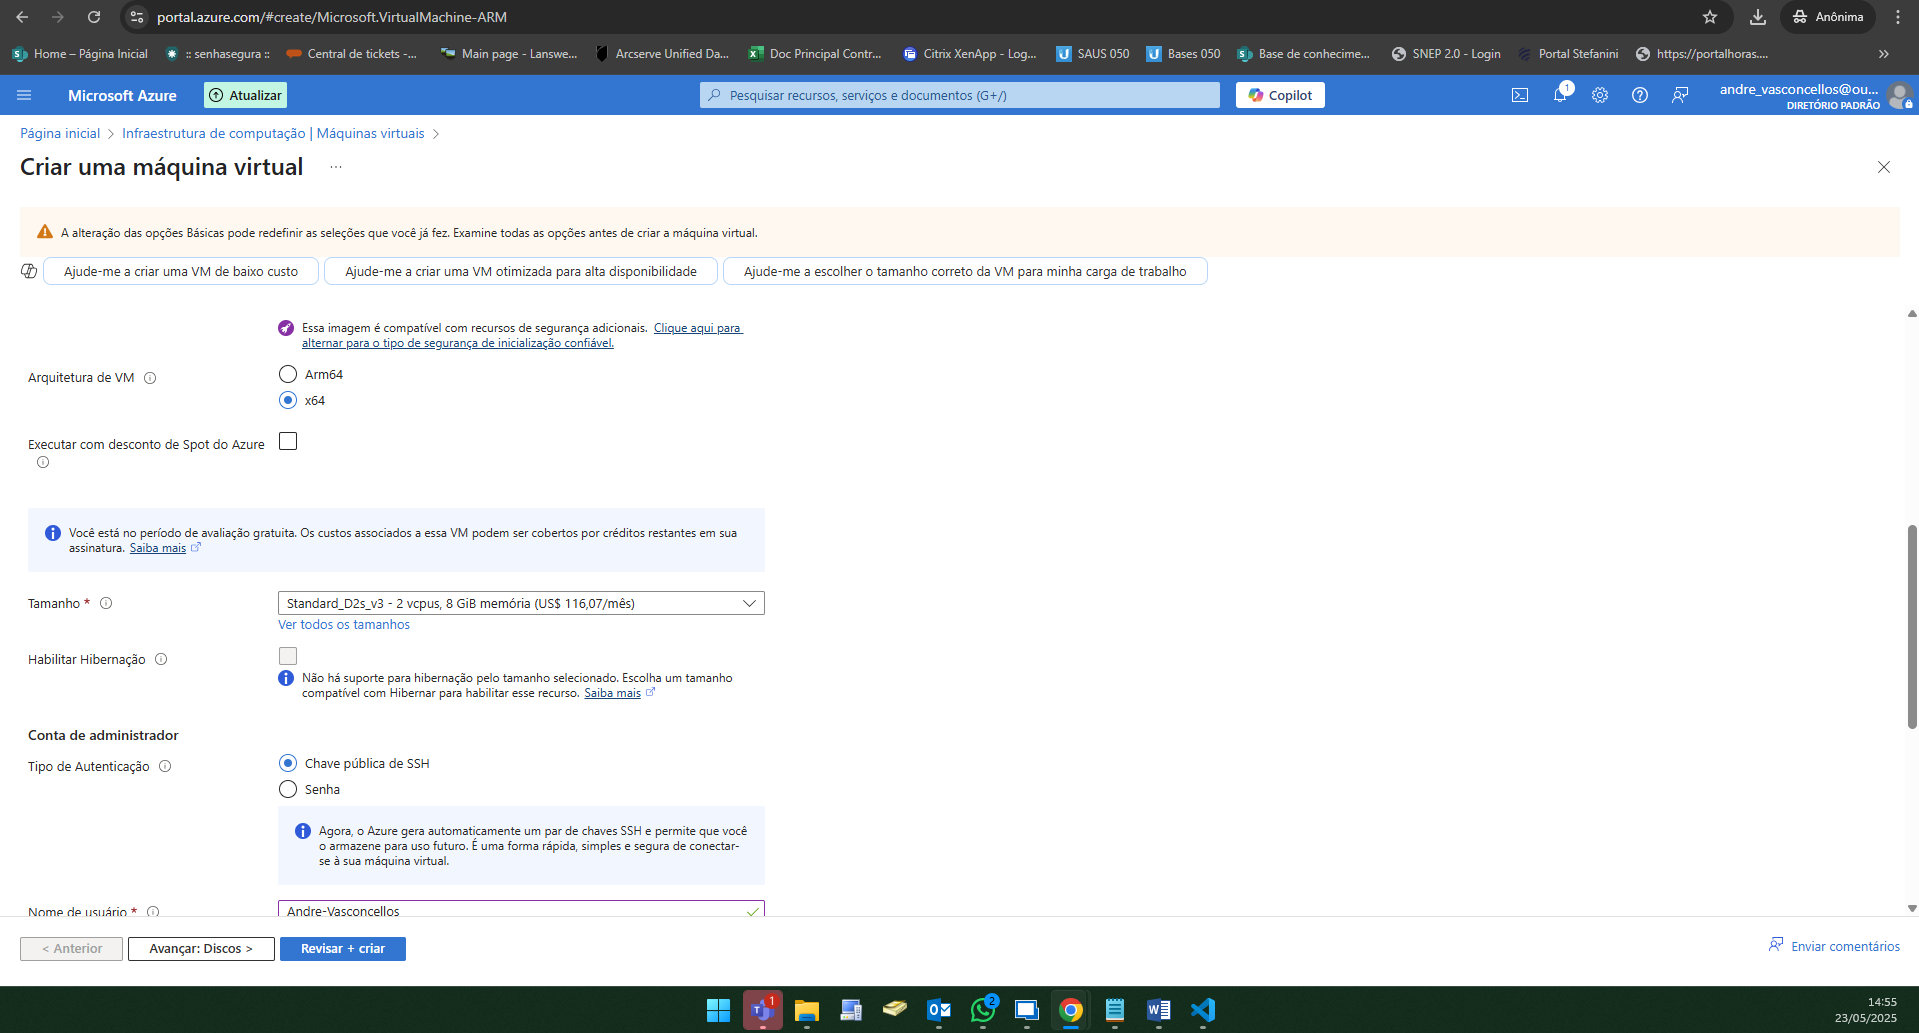 portal.azure.com/#create/Microsoft.VirtualMachine-ARM
Anônima
Home – Página Inicial
:: senhasegura ::
Central de tickets -...
Main page - Lanswe...
Arcserve Unified Da...
Doc Principal Contr...
Citrix XenApp - Log...
SAUS 050
Bases 050
Base de conhecime...
SNEP 2.0 - Login
Portal Stefanini
https://portalhoras....
Microsoft Azure
Atualizar
Pesquisar recursos, serviços e documentos (G+/)
Copilot
1
andre_vasconcellos@ou...
DIRETÓRIO PADRÃO
Página inicial > Infraestrutura de computação | Máquinas virtuais >
Criar uma máquina virtual ...
A alteração das opções Básicas pode redefinir as seleções que você já fez. Examine todas as opções antes de criar a máquina virtual.
Ajude-me a criar uma VM de baixo custo
Ajude-me a criar uma VM otimizada para alta disponibilidade
Ajude-me a escolher o tamanho correto da VM para minha carga de trabalho
Essa imagem é compatível com recursos de segurança adicionais. Clique aqui para
alternar para o tipo de segurança de inicialização confiável.
Arquitetura de VM
Arm64
x64
Executar com desconto de Spot do Azure
Você está no período de avaliação gratuita. Os custos associados a essa VM podem ser cobertos por créditos restantes em sua
assinatura. Saiba mais
Tamanho *
Standard_D2s_v3 - 2 vcpus, 8 GiB memória (US$ 116,07/mês)
Ver todos os tamanhos
Habilitar Hibernação
Não há suporte para hibernação pelo tamanho selecionado. Escolha um tamanho
compatível com Hibernar para habilitar esse recurso. Saiba mais
Conta de administrador
Tipo de Autenticação
Chave pública de SSH
Senha
Agora, o Azure gera automaticamente um par de chaves SSH e permite que você
o armazene para uso futuro. É uma forma rápida, simples e segura de conectar-
se à sua máquina virtual.
Nome de usuário *
Andre-Vasconcellos
< Anterior
Avançar: Discos >
Revisar + criar
Enviar comentários
1
2
14:55
23/05/2025